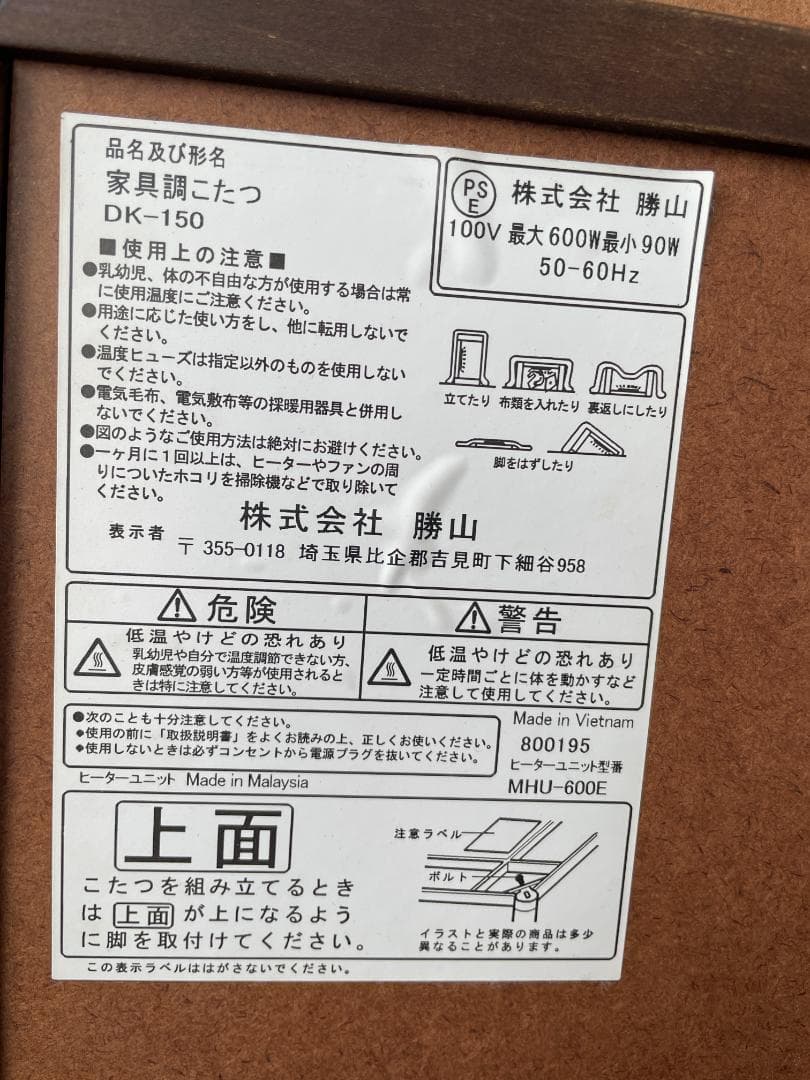 品名及び形名
家具調こたつ
DK-150
■使用上の注意■
●乳幼児、体の不自由な方が使用する場合は常
に使用温度にご注意ください。
●用途に応じた使い方をし、他に転用しないで
ください。
●温度ヒューズは指定以外のものを使用しない
でください。
●電気毛布、電気敷布等の採暖用器具と併用し
ないでください。
●図のようなご使用方法は絶対にお避けください。
●一ヶ月に1回以上は、ヒーターやファンの周
りについたホコリを掃除機などで取り除いて
ください。
PS
E
株式会社 勝山
100V 最大600W最小90W
50-60Hz
立てたり 布類を入れたり 裏返しにしたり
脚をはずしたり
表示者 株式会社 勝山
〒355-0118 埼玉県比企郡吉見町下細谷958
危険
低温やけどの恐れあり
乳幼児や自分で温度調節できない方、
皮膚感覚の弱い方等が使用されると
きは特に注意してください。
警告
低温やけどの恐れあり
一定時間ごとに体を動かすなど
注意して使用してください。
●次のことも十分注意してください。
◆使用の前に「取扱説明書」をよくお読みの上、正しくお使いください。
◆使用しないときは必ずコンセントから電源プラグを抜いてください。
Made in Vietnam
800195
ヒーターユニット型番
MHU-600E
ヒーターユニット Made in Malaysia
上面
こたつを組み立てるとき
は 上面 が上になるよう
に脚を取付けてください。
注意ラベル
ボルト
イラストと実際の商品は多少
異なることがあります。
この表示ラベルははがさないでください。